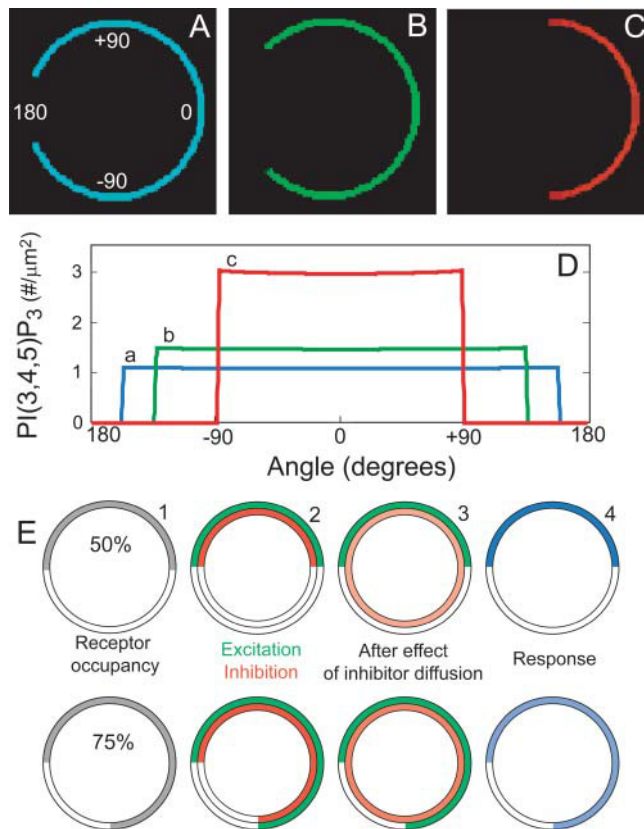 A
+90
180
0
-90
B
C
PI(3,4,5)P₃ (#/μm²)
3
2
1
0
c
b
a
D
180
-90
0
+90
180
Angle (degrees)
E
1
2
3
4
50%
Receptor
occupancy
Excitation
Inhibition
After effect
of inhibitor diffusion
Response
75%